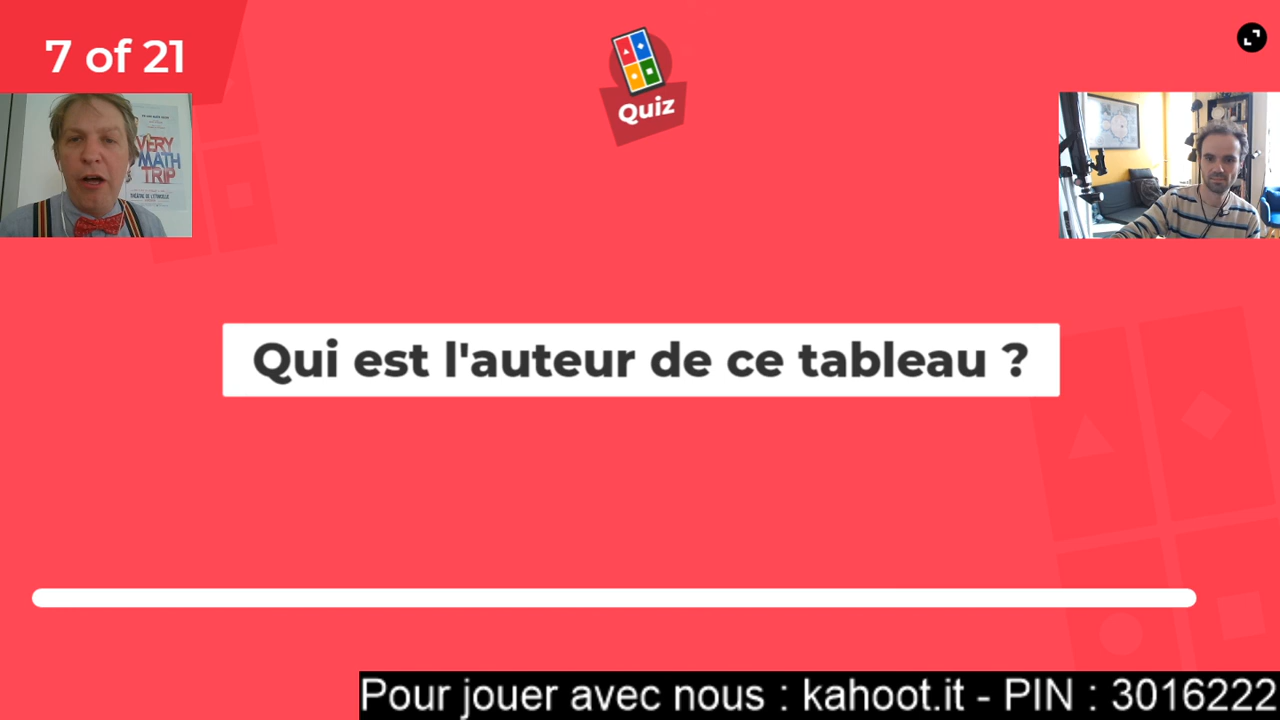 7 of 21
Quiz
VERY
MATH
TRIP
Qui est l'auteur de ce tableau ?
Pour jouer avec nous : kahoot.it - PIN : 3016222